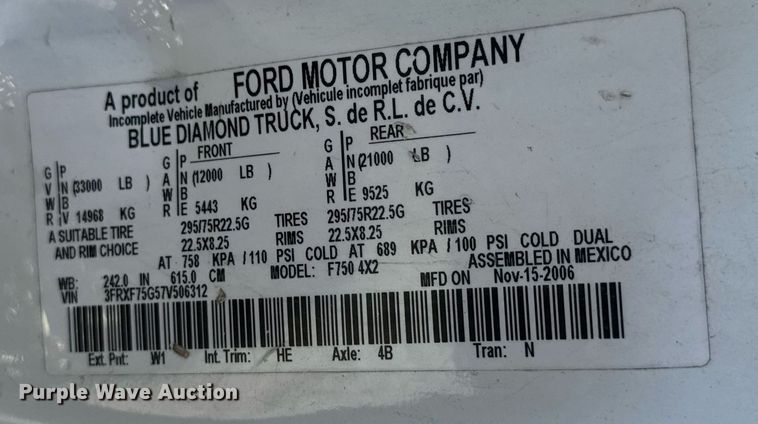 A product of FORD MOTOR COMPANY
Incomplete Vehicle Manufactured by (Vehicule incomplet fabrique par)
BLUE DIAMOND TRUCK, S. de R.L. de C.V.
G P G P FRONT G P REAR
V N (33000 LB ) A N (12000 LB ) A N (21000 LB )
W B W B W B
R V 14968 KG R E 5443 KG R E 9525 KG
A SUITABLE TIRE 295/75R22.5G TIRES 295/75R22.5G TIRES
AND RIM CHOICE 22.5X8.25 RIMS 22.5X8.25 RIMS
AT 758 KPA /110 PSI COLD AT 689 KPA /100 PSI COLD DUAL
WB: 242.0 IN 615.0 CM MODEL: F750 4X2 ASSEMBLED IN MEXICO
VIN 3FRXF75G57V506312 MFD ON Nov-15-2006
Ext. Pnt: W1 Int. Trim: HE Axle: 4B Tran: N
Purple Wave Auction